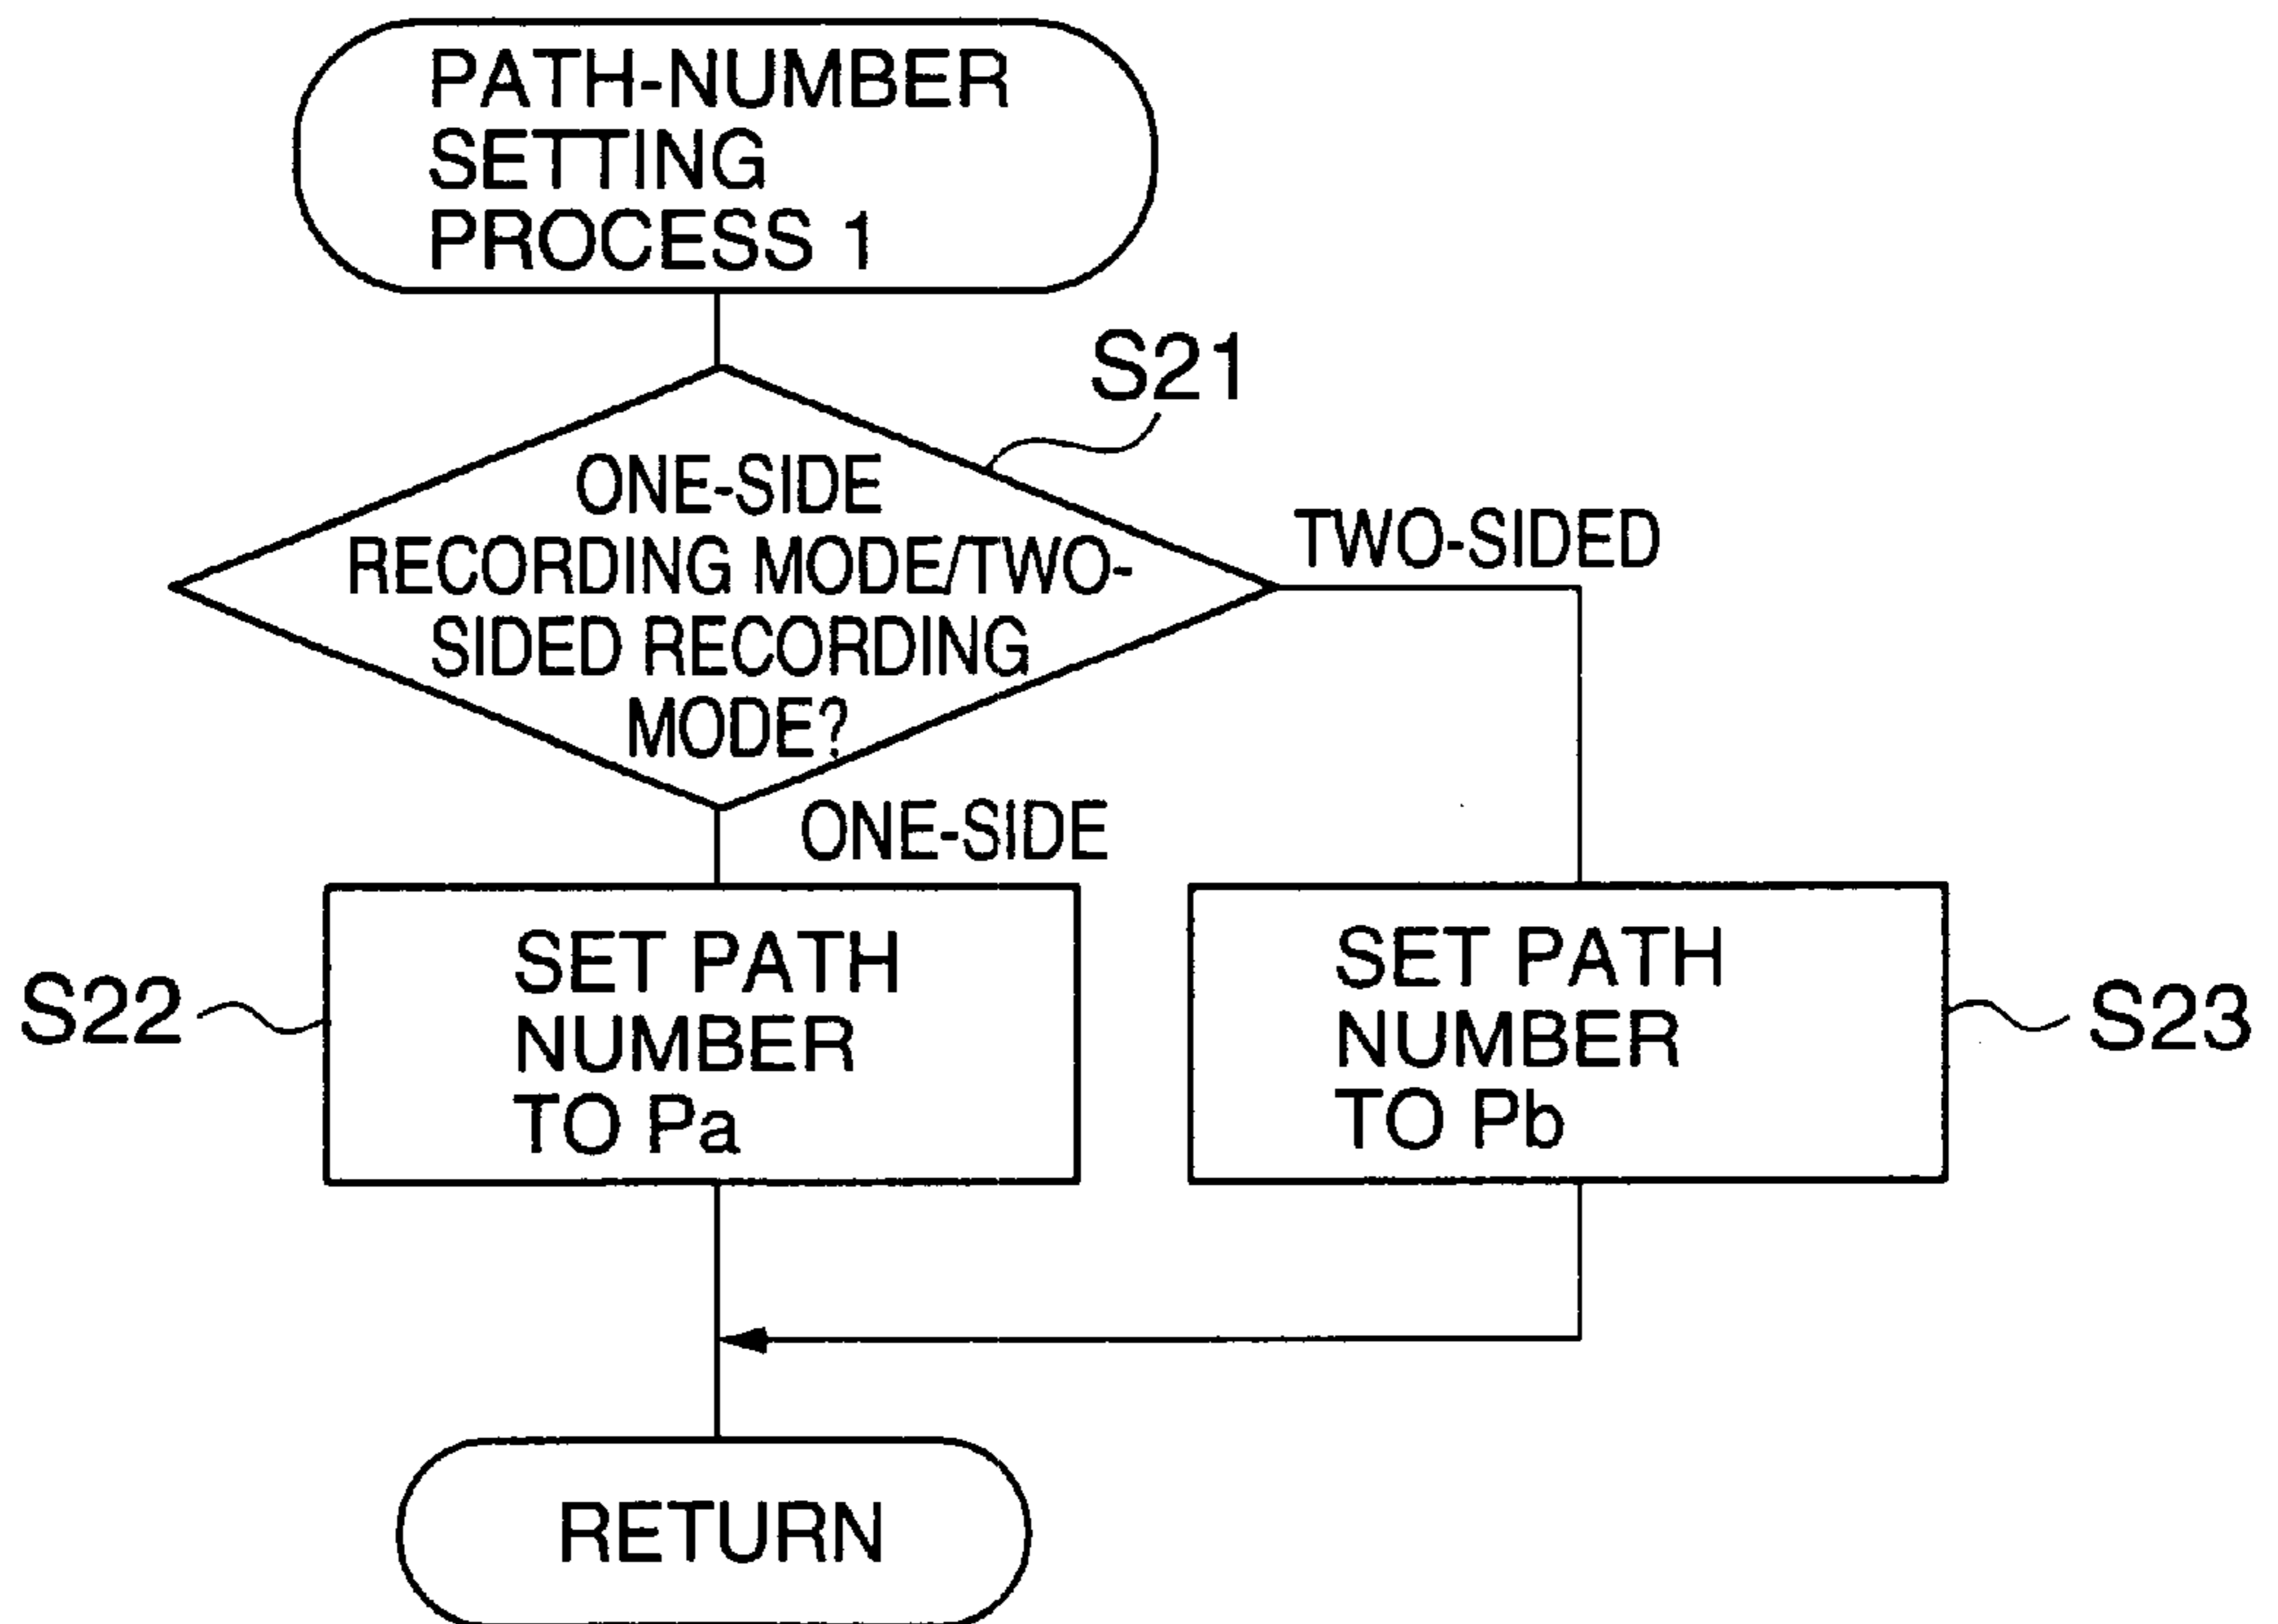 PATH-NUMBER
SETTING
PROCESS 1
S21
ONE-SIDE
RECORDING MODE/TWO-
SIDED RECORDING
MODE?
TWO-SIDED
ONE-SIDE
S22
SET PATH
NUMBER
TO Pa
SET PATH
NUMBER
TO Pb
S23
RETURN